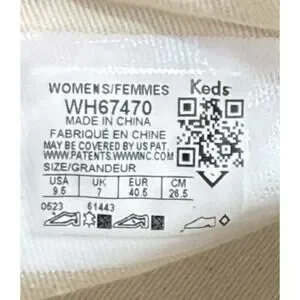 WOMENS/FEMMES Keds
WH67470
MADE IN CHINA
FABRIQUÉ EN CHINE
MAY BE COVERED BY US PAT.
WWW.PATENTS.WWWINC.COM
SIZE/GRANDEUR
USA UK EUR CM
9.5 7 40.5 26.5
0523 61443